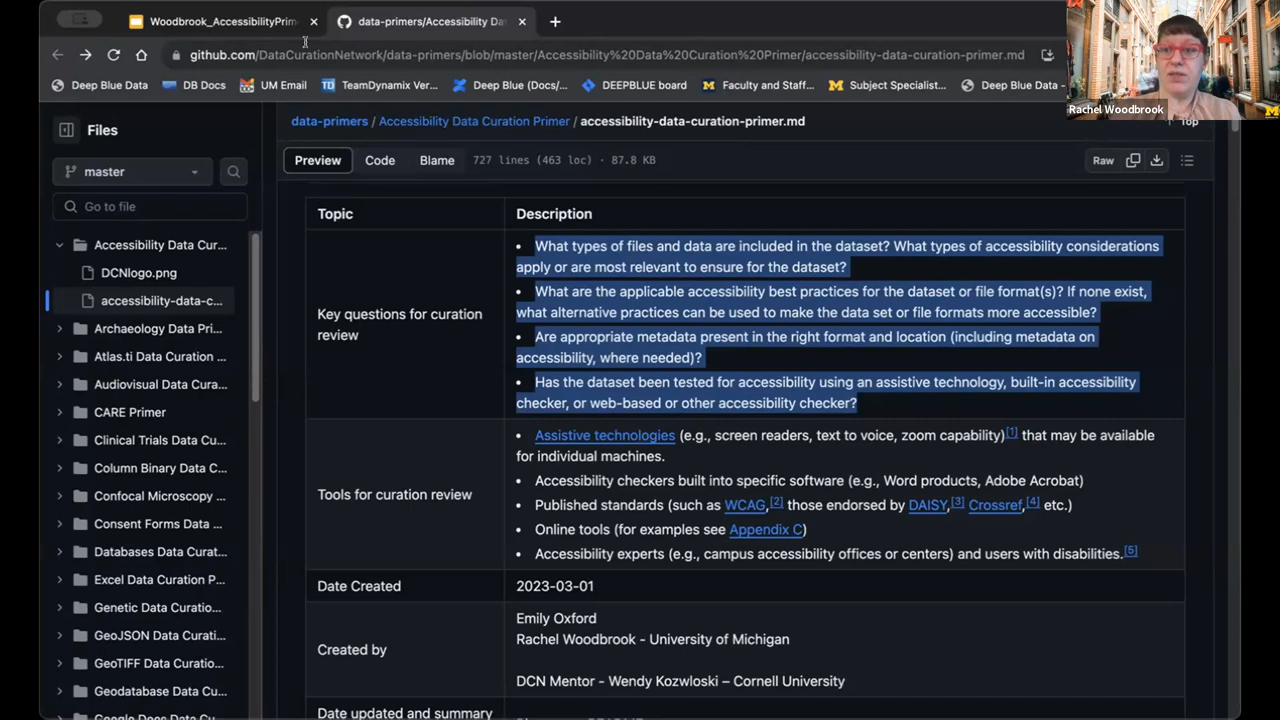 Woodbrook_AccessibilityPrim
data-primers/Accessibility Da
github.com/DataCurationNetwork/data-primers/blob/master/Accessibility%20Data%20Curation%20Primer/accessibility-data-curation-primer.md
Deep Blue Data
DB Docs
UM Email
TeamDynamix Ver...
Deep Blue (Docs/...
DEEPBLUE board
Faculty and Staff...
Subject Specialist...
Deep Blue Data -
Rachel Woodbrook
Files
data-primers / Accessibility Data Curation Primer / accessibility-data-curation-primer.md
Top
master
Preview Code Blame 727 lines (463 loc) · 87.8 KB
Raw
Go to file
Accessibility Data Cur...
DCNlogo.png
accessibility-data-c...
Archaeology Data Pri...
Atlas.ti Data Curation ...
Audiovisual Data Cura...
CARE Primer
Clinical Trials Data Cu...
Column Binary Data C...
Confocal Microscopy ...
Consent Forms Data ...
Databases Data Curat...
Excel Data Curation P...
Genetic Data Curatio...
GeoJSON Data Curati...
GeoTIFF Data Curatio...
Geodatabase Data Cu...
Google Docs Data Cu...
Topic Description
Key questions for curation
review
• What types of files and data are included in the dataset? What types of accessibility considerations
apply or are most relevant to ensure for the dataset?
• What are the applicable accessibility best practices for the dataset or file format(s)? If none exist,
what alternative practices can be used to make the data set or file formats more accessible?
• Are appropriate metadata present in the right format and location (including metadata on
accessibility, where needed)?
• Has the dataset been tested for accessibility using an assistive technology, built-in accessibility
checker, or web-based or other accessibility checker?
Tools for curation review
• Assistive technologies (e.g., screen readers, text to voice, zoom capability)[1] that may be available
for individual machines.
• Accessibility checkers built into specific software (e.g., Word products, Adobe Acrobat)
• Published standards (such as WCAG,[2] those endorsed by DAISY,[3] Crossref,[4] etc.)
• Online tools (for examples see Appendix C)
• Accessibility experts (e.g., campus accessibility offices or centers) and users with disabilities.[5]
Date Created 2023-03-01
Created by
Emily Oxford
Rachel Woodbrook - University of Michigan
DCN Mentor - Wendy Kozwloski – Cornell University
Date updated and summary